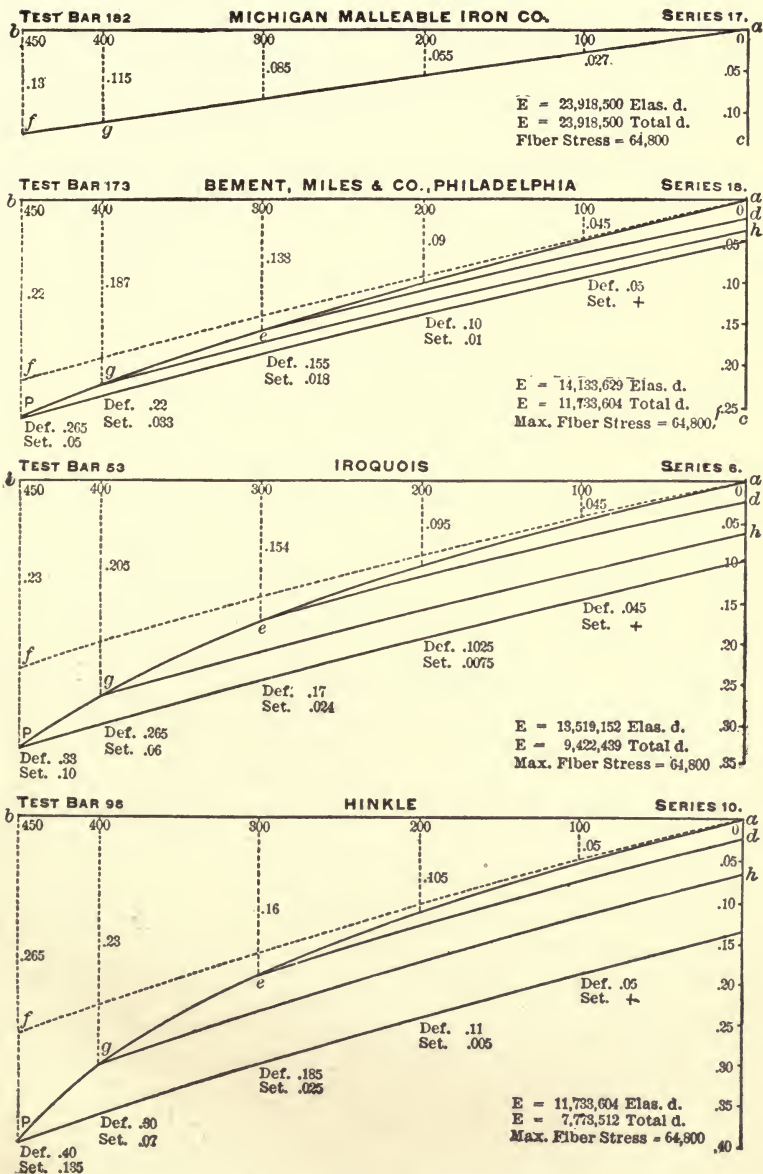 TEST BAR 182 MICHIGAN MALLEABLE IRON CO. SERIES 17.
b 450 400 300 200 100 0 a
.13 .115 .085 .055 .027
.05
f g
E = 23,918,500 Elas. d. .10
E = 23,918,500 Total d.
Fiber Stress = 64,800 c
TEST BAR 173 BEMENT, MILES & CO., PHILADELPHIA SERIES 18.
b 450 400 300 200 100 0 a
d
.045 h
.22 .187 .138 .09 .05
Def. .05 .10
Set. +
Def. .10 .15
Set. .01
e
Def. .155
Set. .018
f g
E = 14,133,629 Elas. d. .20
P Def. .22 E = 11,733,604 Total d.
Set. .033 Max. Fiber Stress = 64,800 f .25 c
Def. .265
Set. .05
TEST BAR 53 IROQUOIS SERIES 6.
400 300 200 100 0 a
450 d
.045 .05
.095 h
.23 .205 .154 .10
Def. .045 .15
Set. +
f e
Def. .1025 .20
Set. .0075
g Def. .17 .25
Set. .024
P Def. .265 E = 13,519,152 Elas. d. .30
Set. .06 E = 9,422,439 Total d.
Def. .33 Max. Fiber Stress = 64,800 .35
Set. .10
TEST BAR 98 HINKLE SERIES 10.
b 450 400 300 200 100 0 a
d
.05 .05
h
.105 .10
.16
.265 .23 .15
e
Def. .05 .20
Set. +
f
Def. .11 .25
Set. .005
g Def. .185 .30
Set. .025
E = 11,733,604 Elas. d. .35
P Def. .30 E = 7,773,512 Total d.
Set. .07 Max. Fiber Stress = 64,800 .40
Def. .40
Set. .135